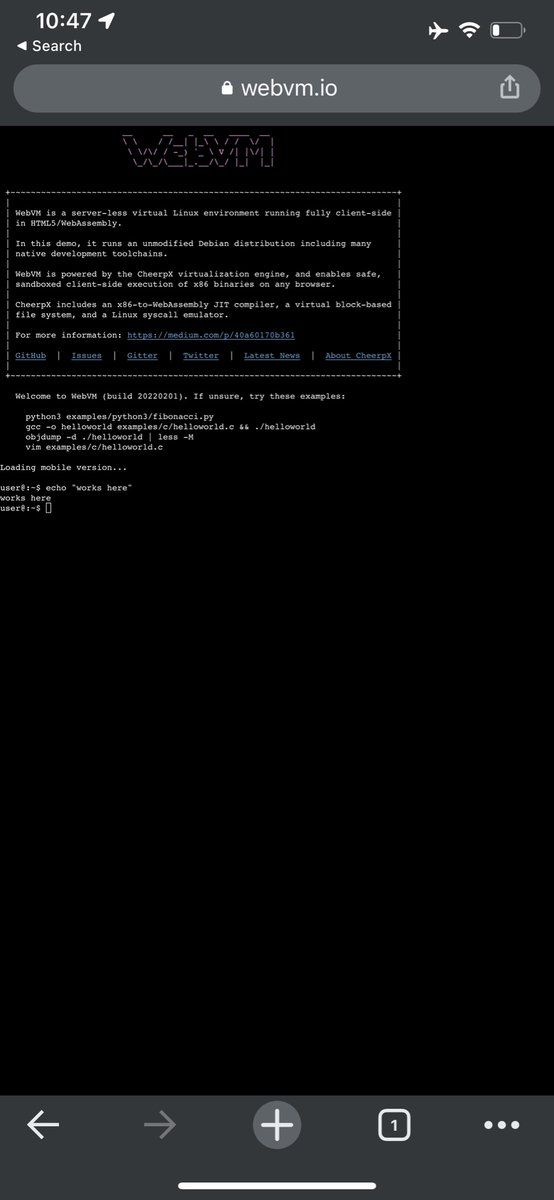 10:47
◀ Search
webvm.io
WebVM
WebVM is a server-less virtual Linux environment running fully client-side
in HTML5/WebAssembly.
In this demo, it runs an unmodified Debian distribution including many
native development toolchains.
WebVM is powered by the CheerpX virtualization engine, and enables safe,
sandboxed client-side execution of x86 binaries on any browser.
CheerpX includes an x86-to-WebAssembly JIT compiler, a virtual block-based
file system, and a Linux syscall emulator.
For more information: https://medium.com/p/40a60170b361
GitHub | Issues | Gitter | Twitter | Latest News | About CheerpX
Welcome to WebVM (build 20220201). If unsure, try these examples:
python3 examples/python3/fibonacci.py
gcc -o helloworld examples/c/helloworld.c && ./helloworld
objdump -d ./helloworld | less -M
vim examples/c/helloworld.c
Loading mobile version...
user@:~$ echo "works here"
works here
user@:~$
1